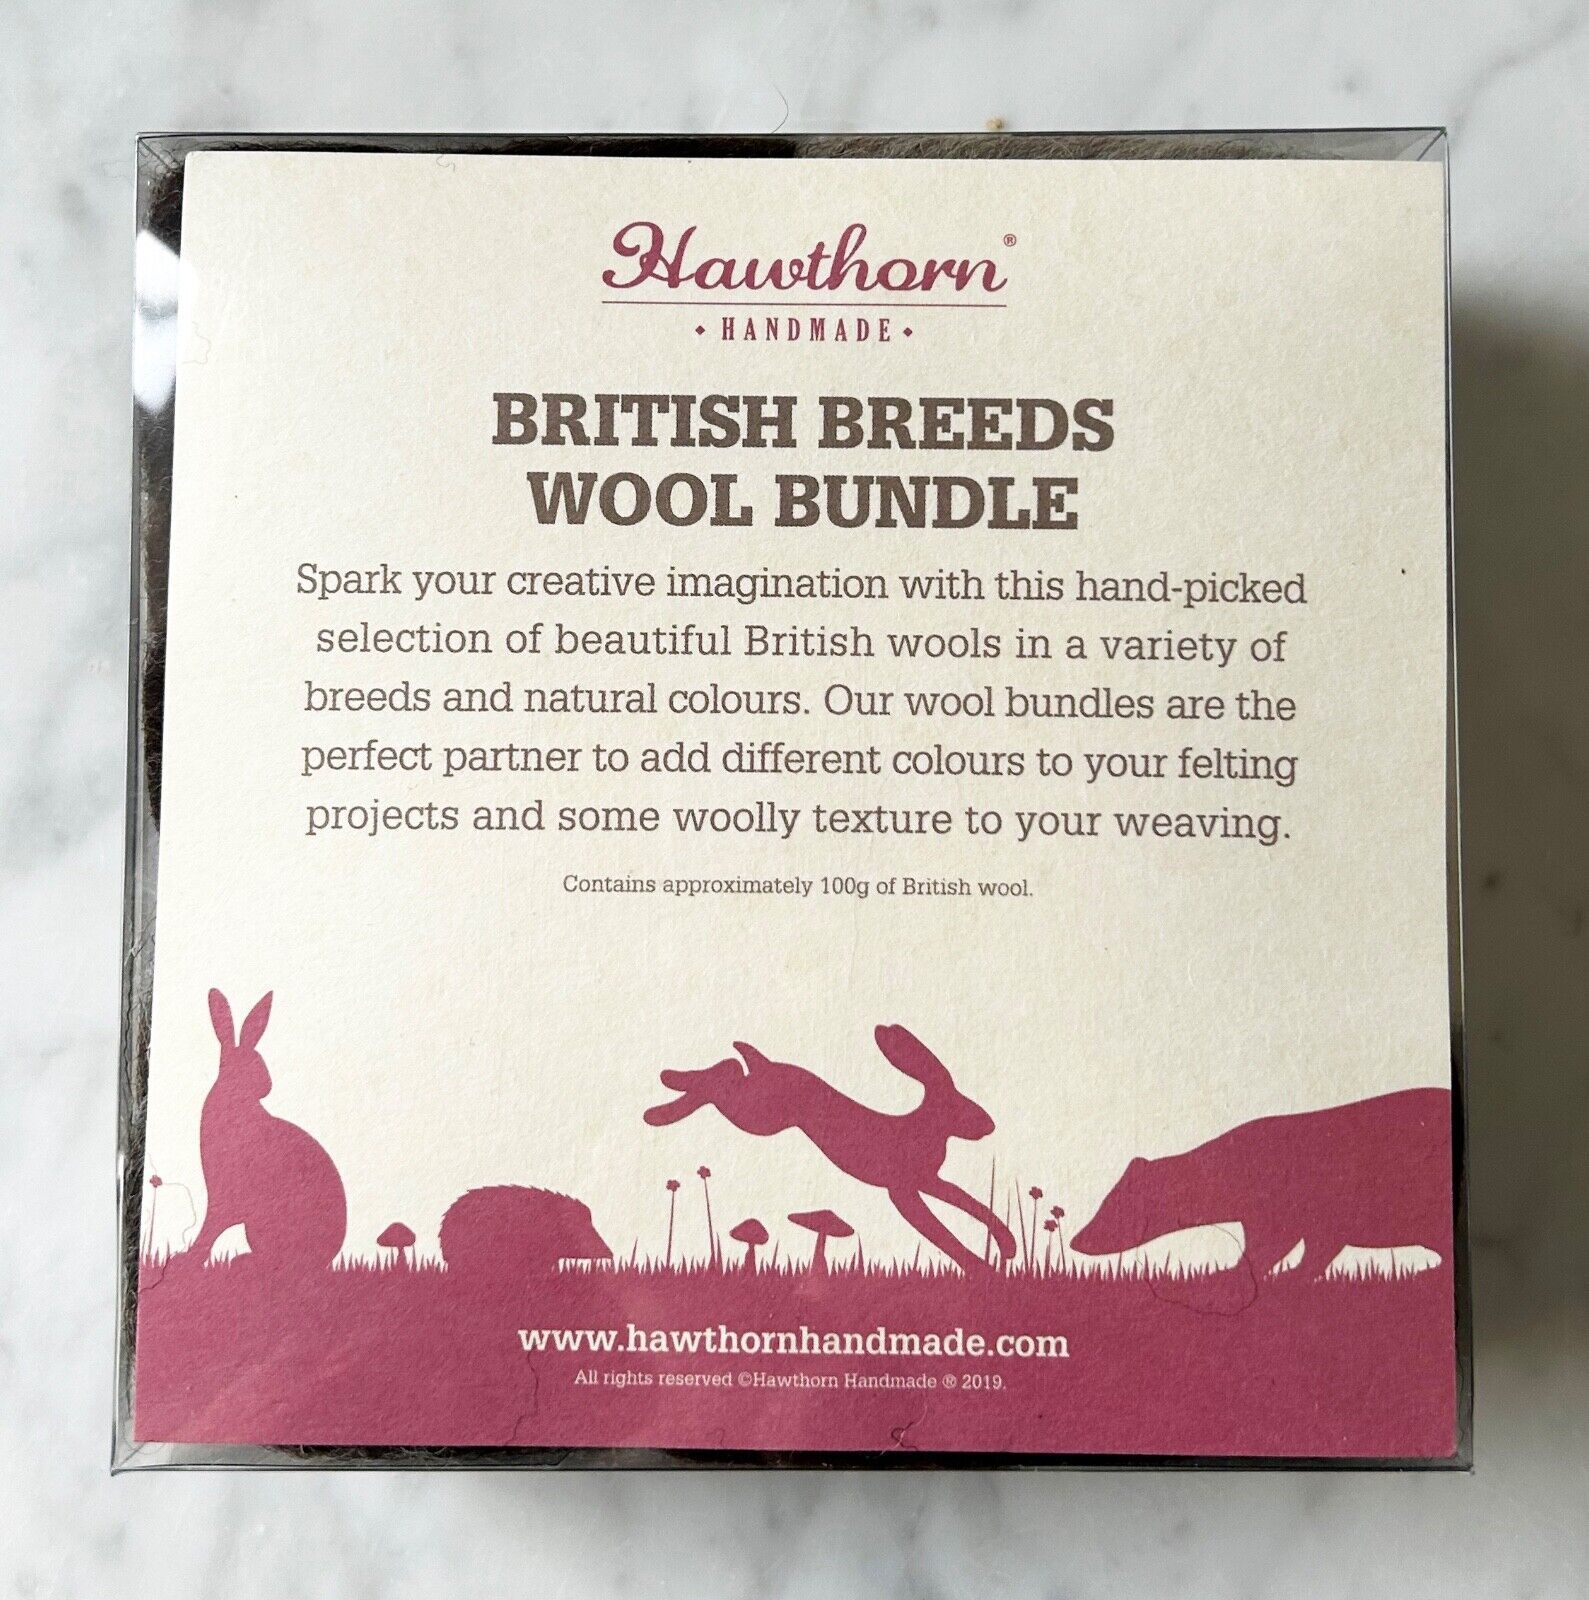 Hawthorn®
• HANDMADE •
BRITISH BREEDS
WOOL BUNDLE
Spark your creative imagination with this hand-picked
selection of beautiful British wools in a variety of
breeds and natural colours. Our wool bundles are the
perfect partner to add different colours to your felting
projects and some woolly texture to your weaving.
Contains approximately 100g of British wool.
www.hawthornhandmade.com
All rights reserved ©Hawthorn Handmade ® 2019.